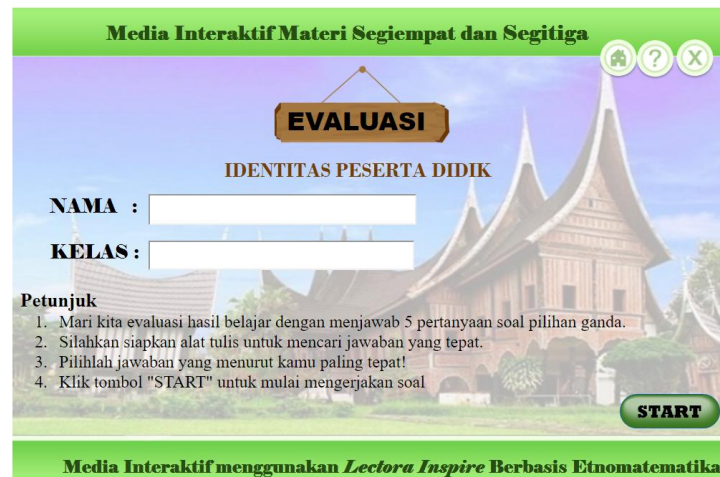 Media Interaktif Materi Segiempat dan Segitiga
? X
EVALUASI
IDENTITAS PESERTA DIDIK
NAMA :
KELAS :
Petunjuk
1. Mari kita evaluasi hasil belajar dengan menjawab 5 pertanyaan soal pilihan ganda.
2. Silahkan siapkan alat tulis untuk mencari jawaban yang tepat.
3. Pilihlah jawaban yang menurut kamu paling tepat!
4. Klik tombol "START" untuk mulai mengerjakan soal
START
Media Interaktif menggunakan Lectora Inspire Berbasis Etnomatematika